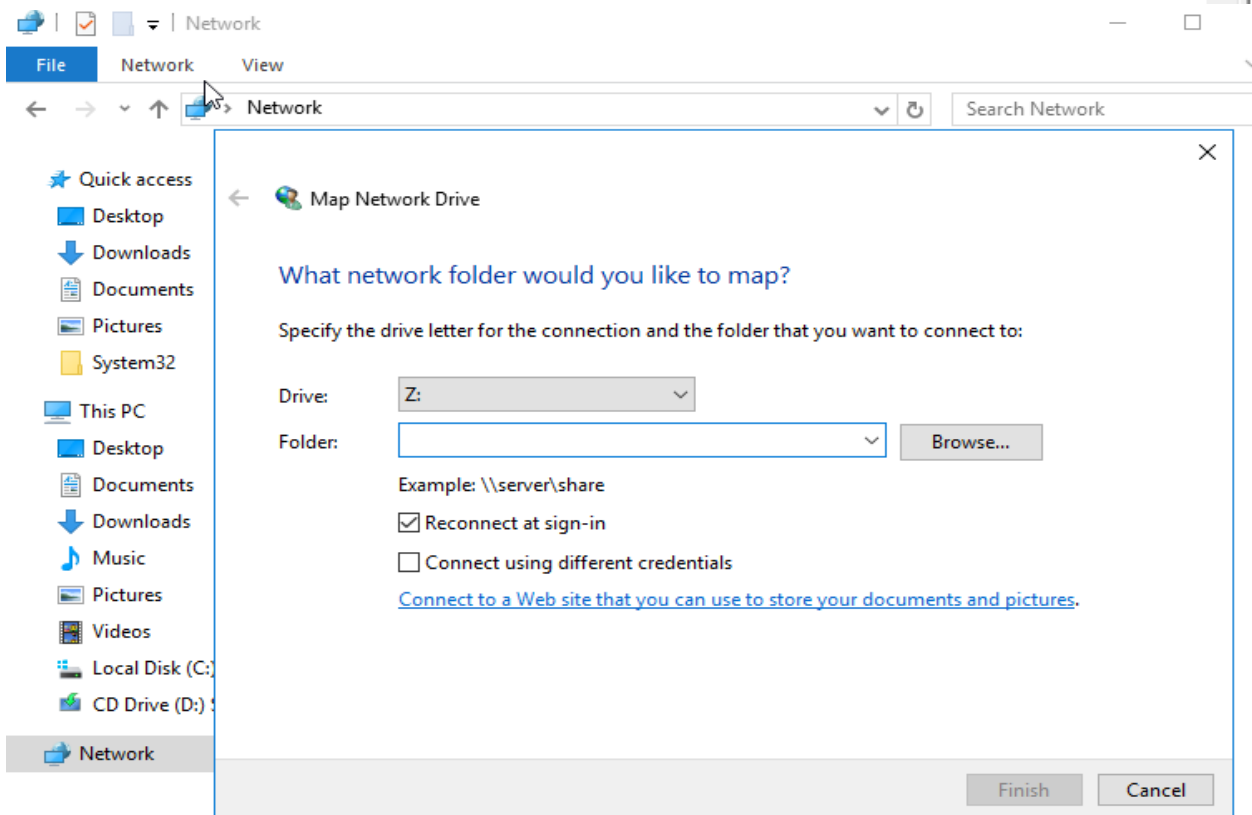 Network
File Network View
Network
Search Network
Quick access
Desktop
Downloads
Documents
Pictures
System32
This PC
Desktop
Documents
Downloads
Music
Pictures
Videos
Local Disk (C:)
CD Drive (D:)
Network
Map Network Drive
What network folder would you like to map?
Specify the drive letter for the connection and the folder that you want to connect to:
Drive: Z:
Folder:
Browse...
Example: \\server\share
Reconnect at sign-in
Connect using different credentials
Connect to a Web site that you can use to store your documents and pictures.
Finish Cancel